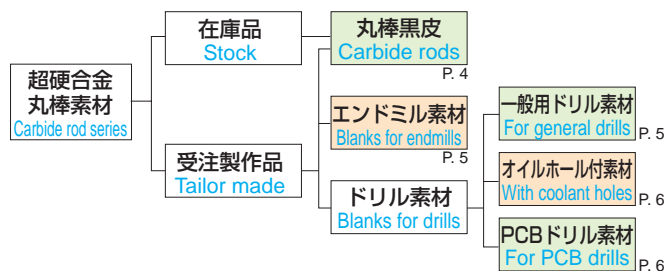 超硬合金
丸棒素材
Carbide rod series
在庫品
Stock
受注製作品
Tailor made
丸棒黒皮
Carbide rods
P. 4
エンドミル素材
Blanks for endmills
P. 5
ドリル素材
Blanks for drills
一般用ドリル素材
For general drills
P. 5
オイルホール付素材
With coolant holes
P. 6
PCBドリル素材
For PCB drills
P. 6